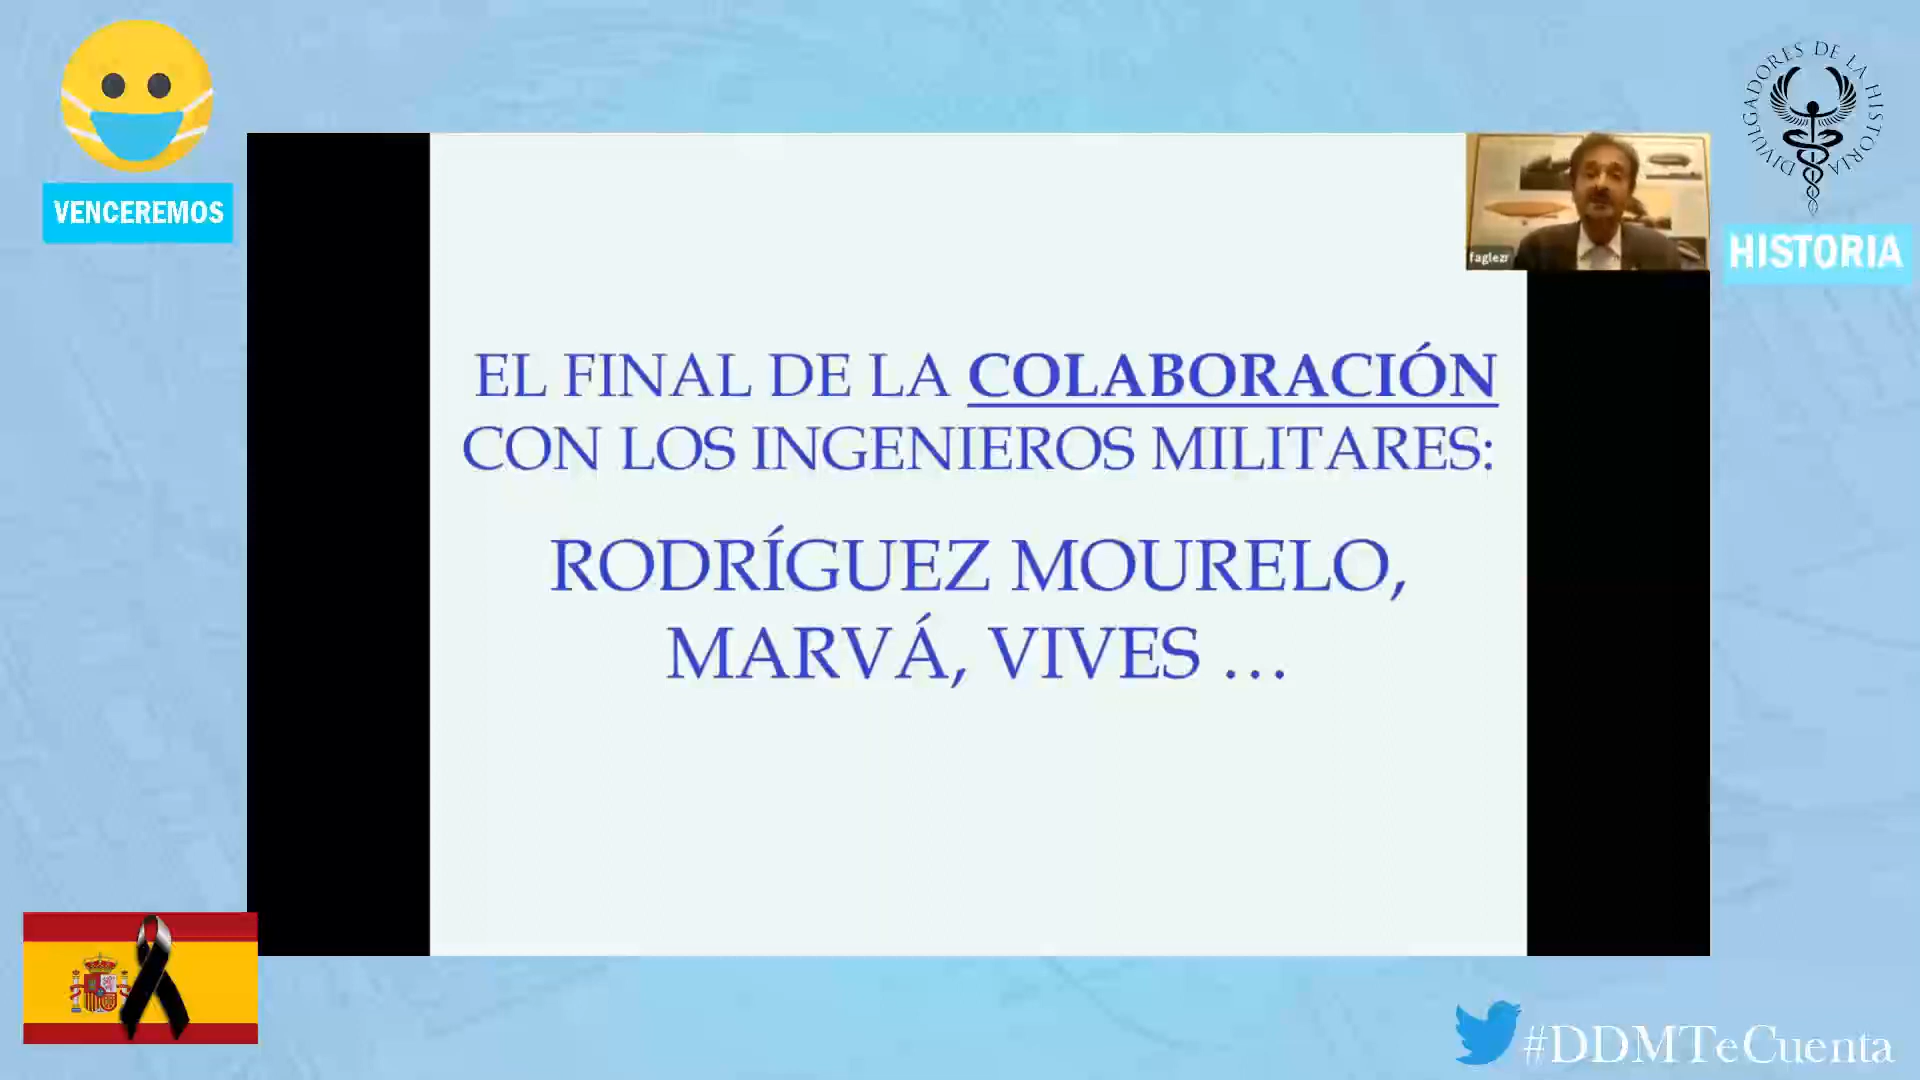 VENCEREMOS
DIVULGADORES DE LA HISTORIA
HISTORIA
faglezr
EL FINAL DE LA COLABORACIÓN
CON LOS INGENIEROS MILITARES:
RODRÍGUEZ MOURELO,
MARVÁ, VIVES ...
#DDMTeCuenta